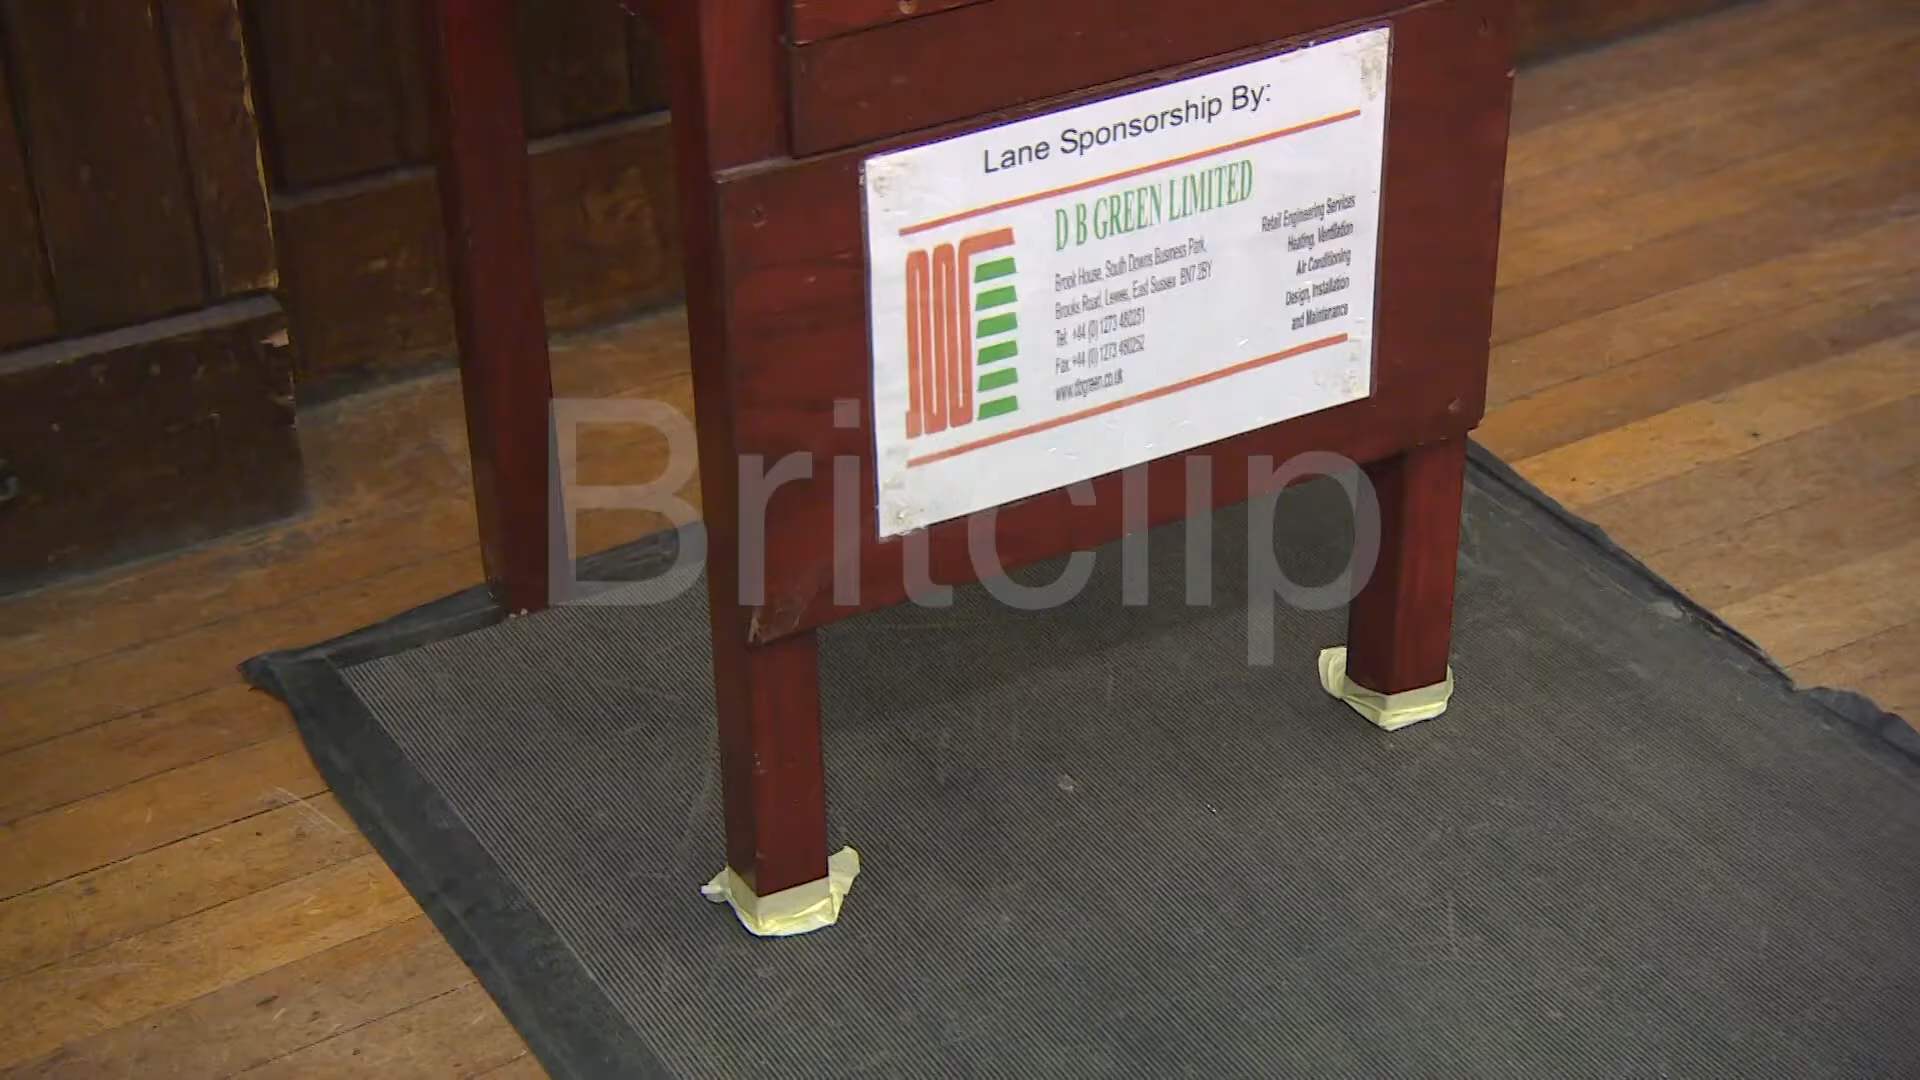 Lane Sponsorship By:
D B GREEN LIMITED
Brook House, South Downs Business Park,
Brooks Road, Lewes, East Sussex BN7 2BY
Tel: +44 (0) 1273 480251
Fax +44 (0) 1273 480252
www.dbgreen.co.uk
Retail Engineering Services
Heating, Ventilation
Air Conditioning
Design, Installation
and Maintenance
Britclip